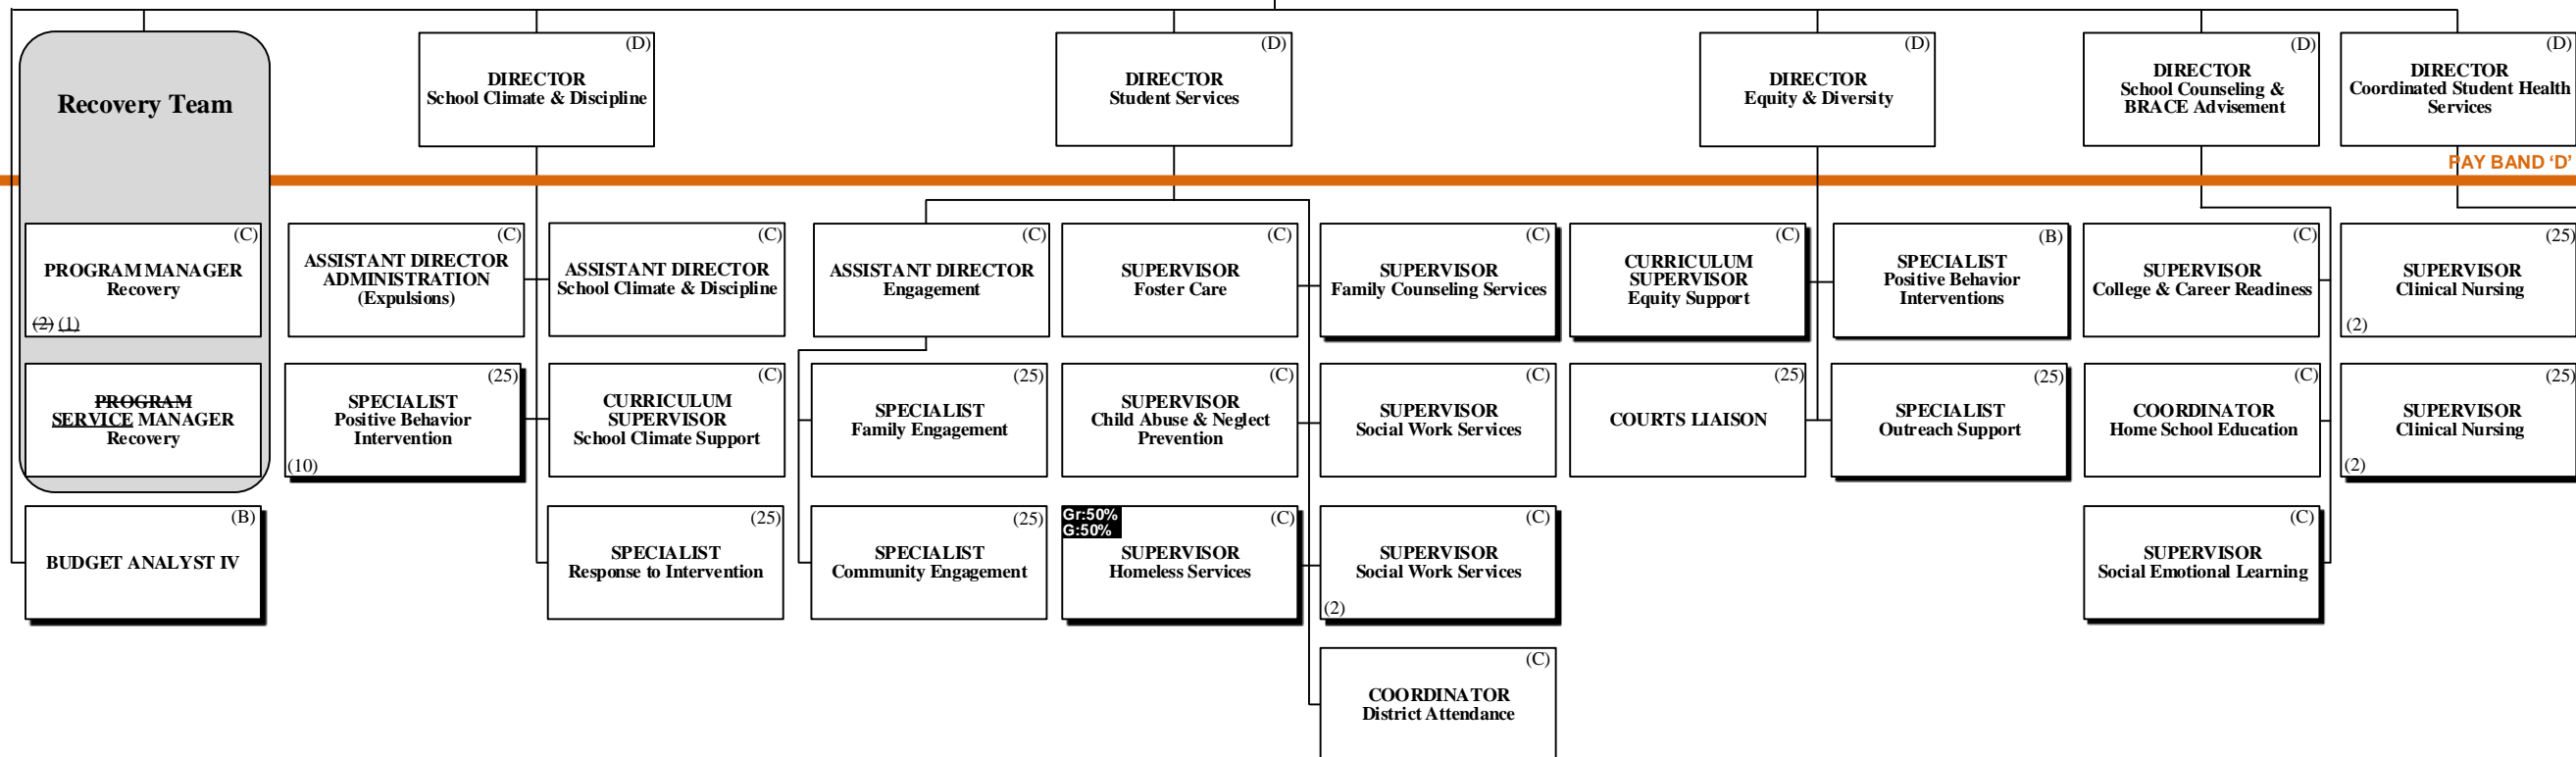 Recovery Team
(D)
DIRECTOR
School Climate & Discipline
(D)
DIRECTOR
Student Services
(D)
DIRECTOR
Equity & Diversity
(D)
DIRECTOR
School Counseling &
BRACE Advisement
(D)
DIRECTOR
Coordinated Student Health
Services
PAY BAND ‘D’
(C)
PROGRAM MANAGER
Recovery
(2) (1)
(C)
ASSISTANT DIRECTOR
ADMINISTRATION
(Expulsions)
(C)
ASSISTANT DIRECTOR
School Climate & Discipline
(C)
ASSISTANT DIRECTOR
Engagement
(C)
SUPERVISOR
Foster Care
(C)
SUPERVISOR
Family Counseling Services
(C)
CURRICULUM
SUPERVISOR
Equity Support
(B)
SPECIALIST
Positive Behavior
Interventions
(C)
SUPERVISOR
College & Career Readiness
(25)
SUPERVISOR
Clinical Nursing
(2)
PROGRAM
SERVICE MANAGER
Recovery
(25)
SPECIALIST
Positive Behavior
Intervention
(10)
(C)
CURRICULUM
SUPERVISOR
School Climate Support
(25)
SPECIALIST
Family Engagement
(C)
SUPERVISOR
Child Abuse & Neglect
Prevention
(C)
SUPERVISOR
Social Work Services
(25)
COURTS LIAISON
(25)
SPECIALIST
Outreach Support
(C)
COORDINATOR
Home School Education
(25)
SUPERVISOR
Clinical Nursing
(2)
(B)
BUDGET ANALYST IV
(25)
SPECIALIST
Response to Intervention
(25)
SPECIALIST
Community Engagement
Gr:50%
G:50%
(C)
SUPERVISOR
Homeless Services
(C)
SUPERVISOR
Social Work Services
(2)
(C)
SUPERVISOR
Social Emotional Learning
(C)
COORDINATOR
District Attendance